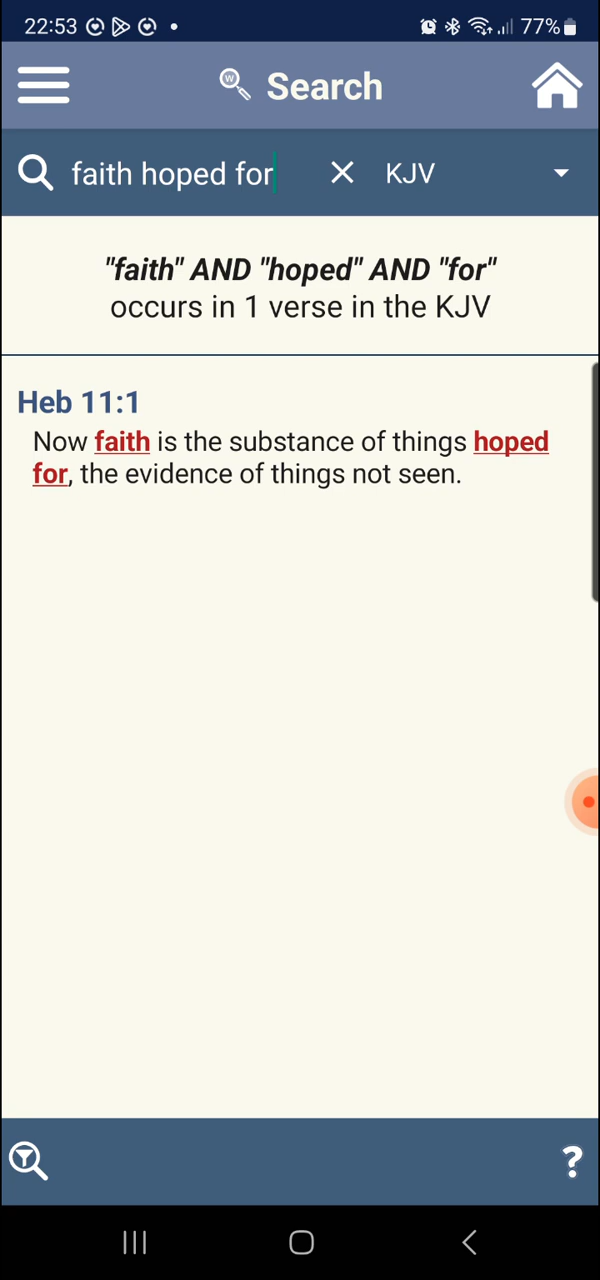 22:53 77%
W Search
faith hoped for KJV
"faith" AND "hoped" AND "for"
occurs in 1 verse in the KJV
Heb 11:1
Now faith is the substance of things hoped
for, the evidence of things not seen.
?